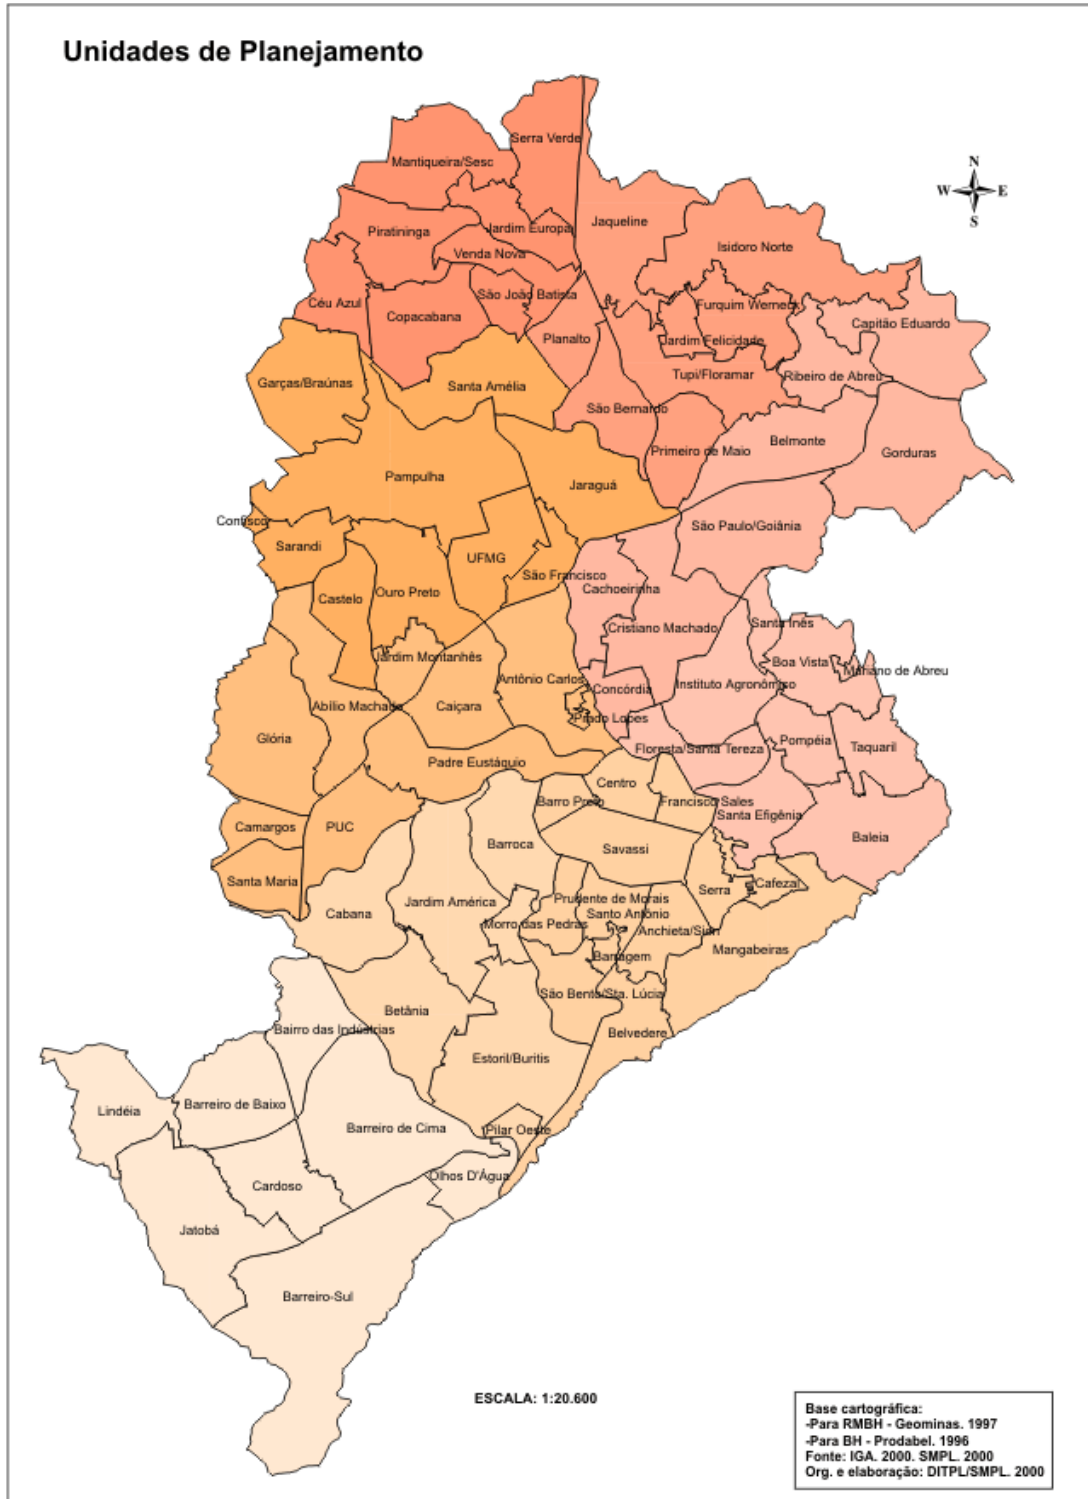 Unidades de Planejamento
Serra Verde
Mantiqueira/Sesc
N
W
E
S
Jaqueline
Jardim Europa
Piratininga
Isidoro Norte
Venda Nova
São João Batista
Céu Azul
Furquim Werneck
Copacabana
Capitão Eduardo
Planalto
Jardim Felicidade
Tupi/Floramar
Ribeiro de Abreu
Garças/Braúnas
Santa Amélia
São Bernardo
Belmonte
Primeiro de Maio
Gorduras
Pampulha
Jaraguá
Confisco
São Paulo/Goiânia
Sarandi
UFMG
São Francisco
Cachoeirinha
Ouro Preto
Castelo
Santa Inês
Cristiano Machado
Jardim Montanhês
Boa Vista
Mariano de Abreu
Antônio Carlos
Instituto Agronômico
Concórdia
Abílio Machado
Caiçara
Prado Lopes
Glória
Pompéia
Taquaril
Floresta/Santa Tereza
Padre Eustáquio
Centro
Barro Preto
Francisco Sales
Santa Efigênia
Camargos
PUC
Baleia
Barroca
Savassi
Santa Maria
Serra
Cafezal
Prudente de Morais
Jardim América
Cabana
Santo Antônio
Morro das Pedras
Anchieta/Sion
Mangabeiras
Barragem
São Bento/Sta. Lúcia
Betânia
Bairro das Indústrias
Belvedere
Estoril/Buritis
Barreiro de Baixo
Lindéia
Barreiro de Cima
Pilar Oeste
Olhos D'Água
Cardoso
Jatobá
Barreiro-Sul
ESCALA: 1:20.600
Base cartográfica:
-Para RMBH - Geominas. 1997
-Para BH - Prodabel. 1996
Fonte: IGA. 2000. SMPL. 2000
Org. e elaboração: DITPL/SMPL. 2000